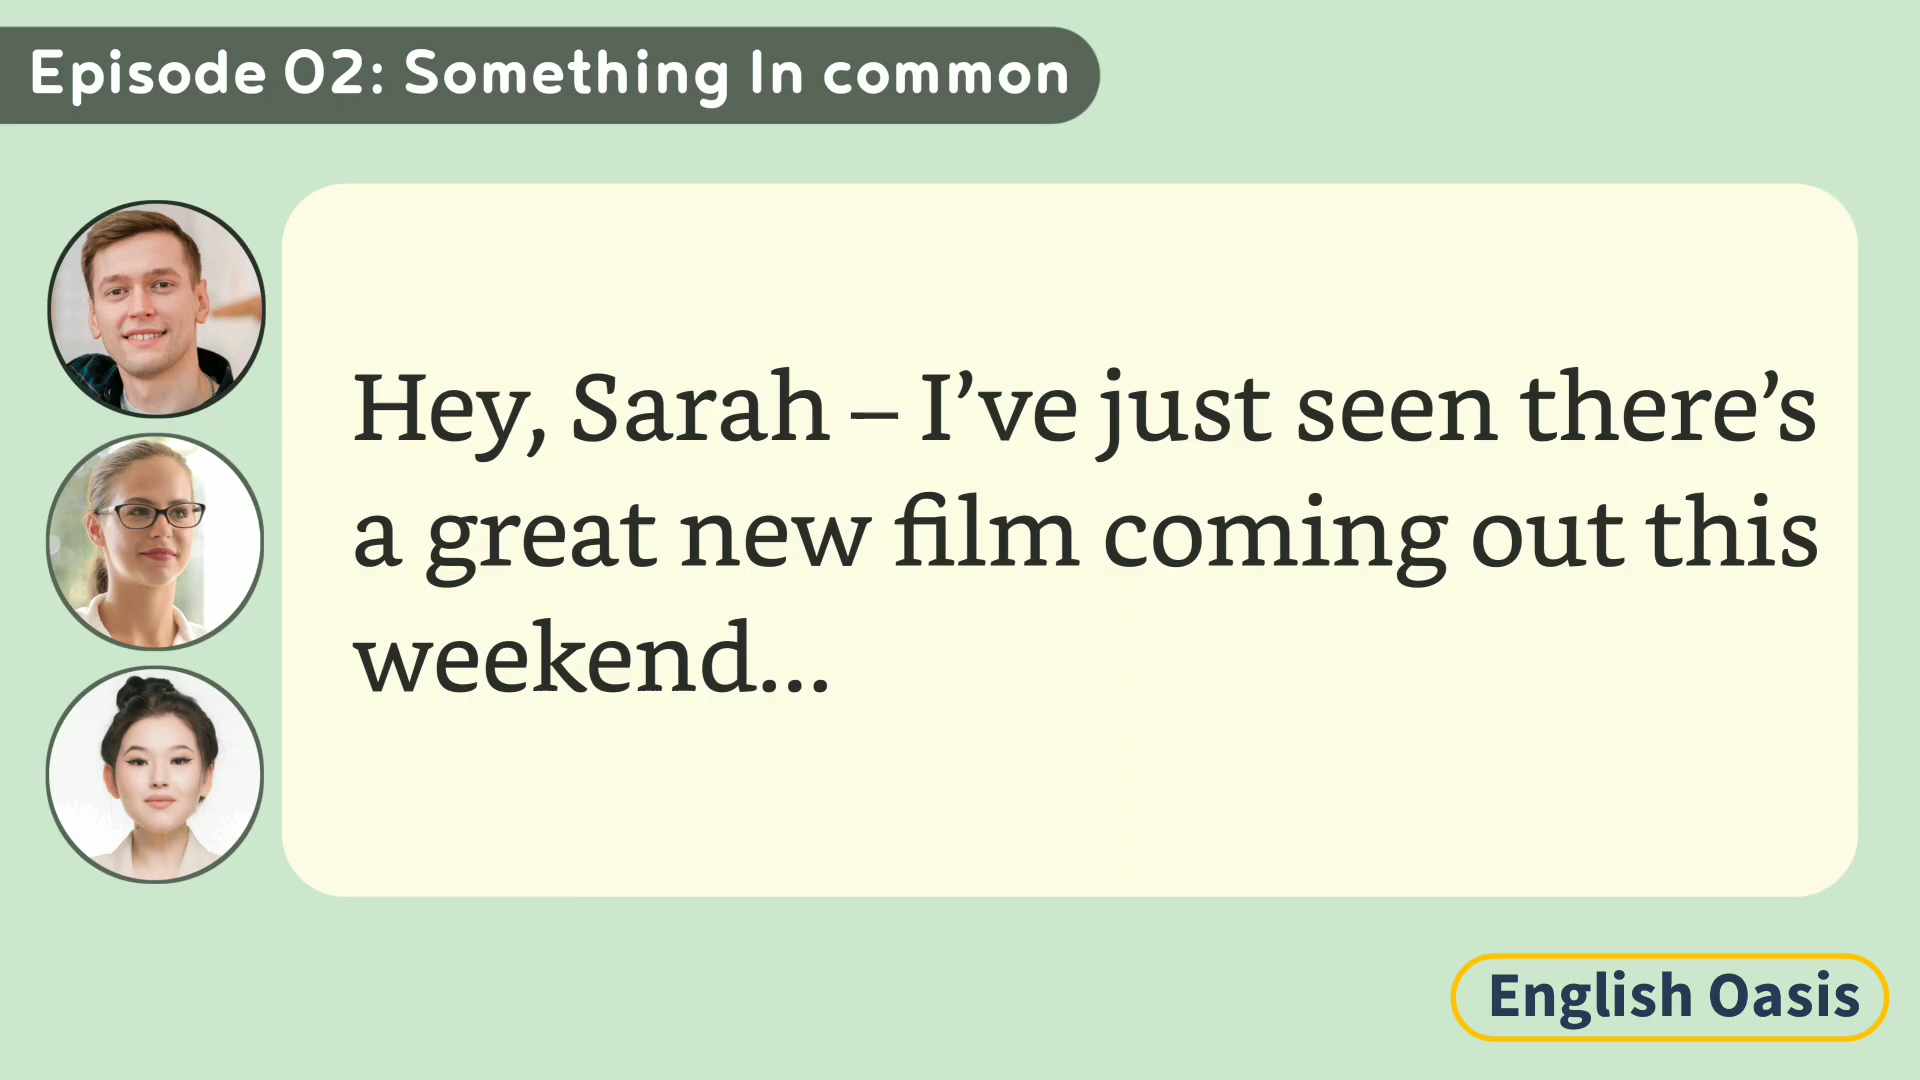 Episode 02: Something In common
Hey, Sarah – I’ve just seen there’s
a great new film coming out this
weekend...
English Oasis